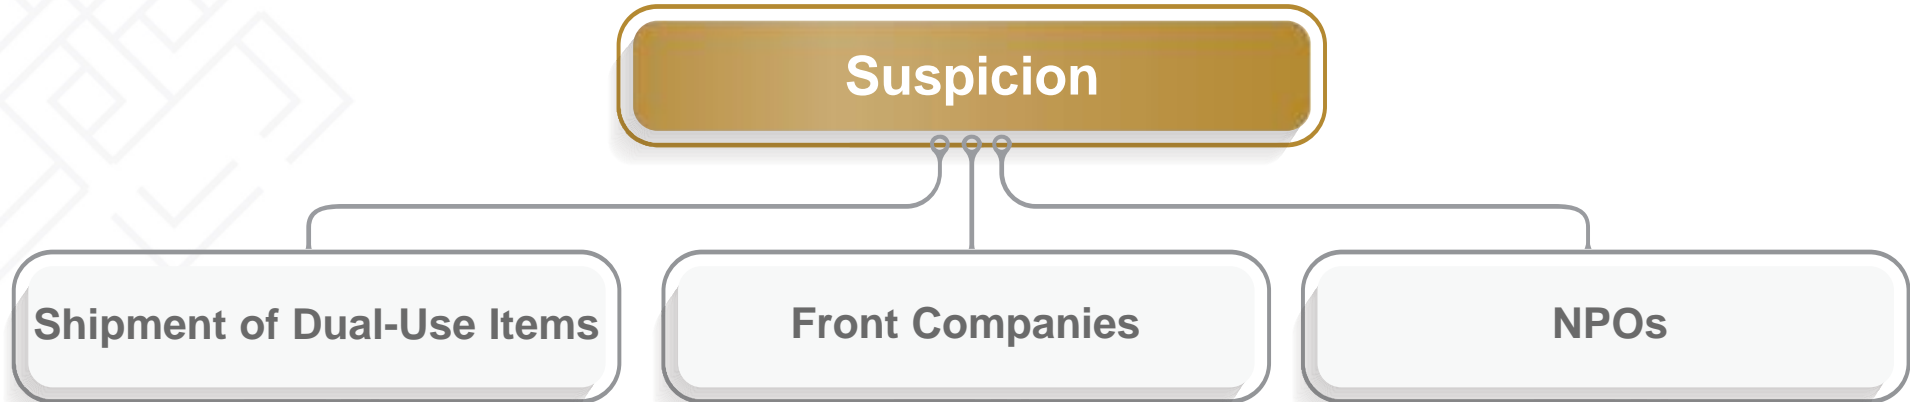 Suspicion
Shipment of Dual-Use Items
Front Companies
NPOs